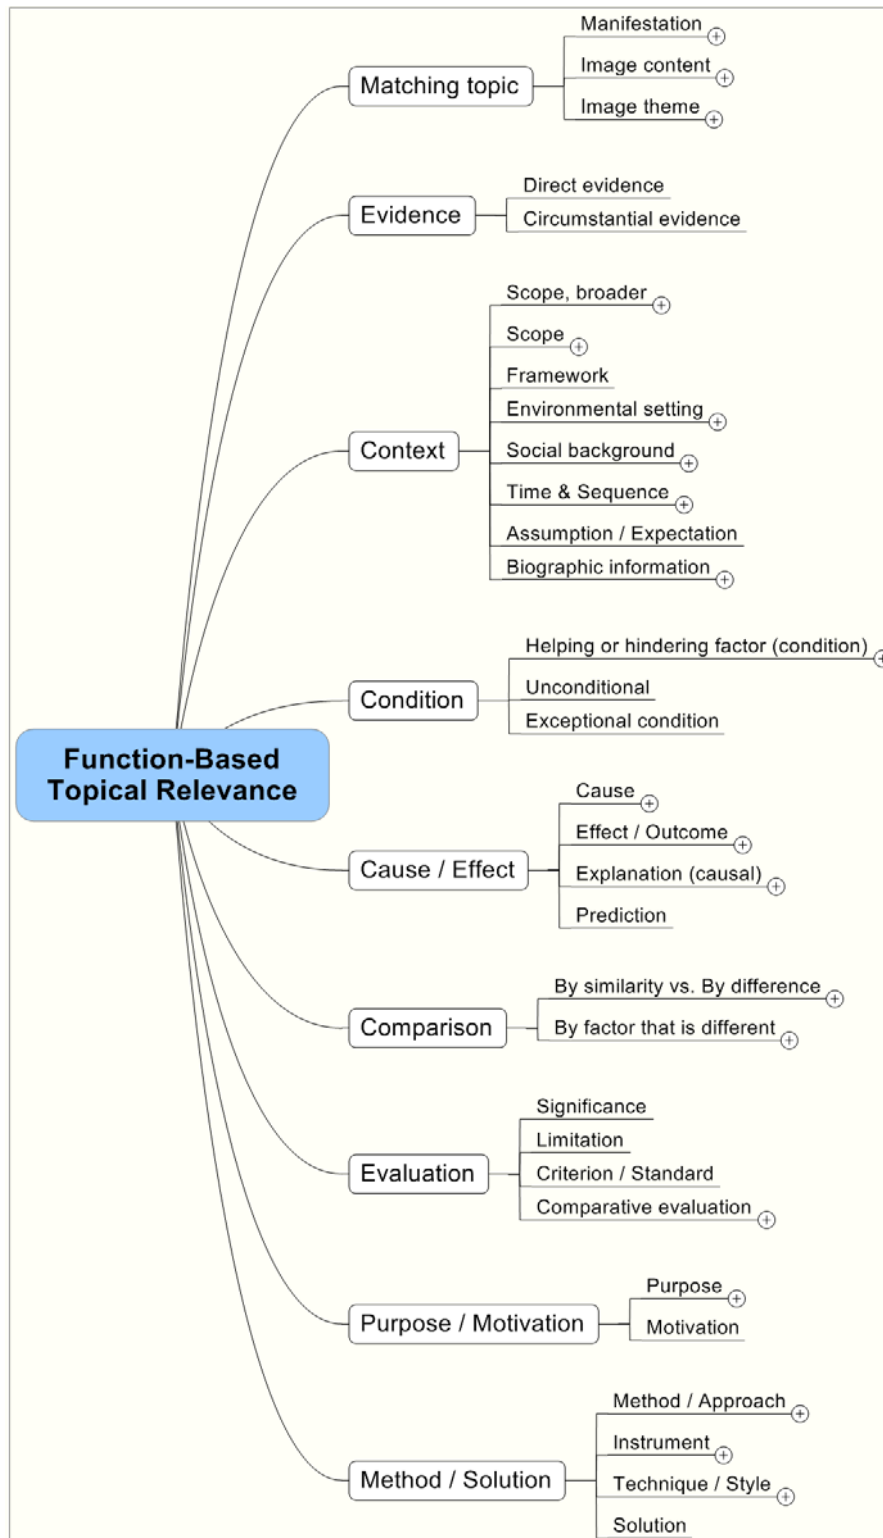 Manifestation
Image content
Image theme
Matching topic
Direct evidence
Circumstantial evidence
Evidence
Scope, broader
Scope
Framework
Environmental setting
Social background
Time & Sequence
Assumption / Expectation
Biographic information
Context
Helping or hindering factor (condition)
Unconditional
Exceptional condition
Condition
Function-Based
Topical Relevance
Cause
Effect / Outcome
Explanation (causal)
Prediction
Cause / Effect
By similarity vs. By difference
By factor that is different
Comparison
Significance
Limitation
Criterion / Standard
Comparative evaluation
Evaluation
Purpose
Motivation
Purpose / Motivation
Method / Approach
Instrument
Technique / Style
Solution
Method / Solution